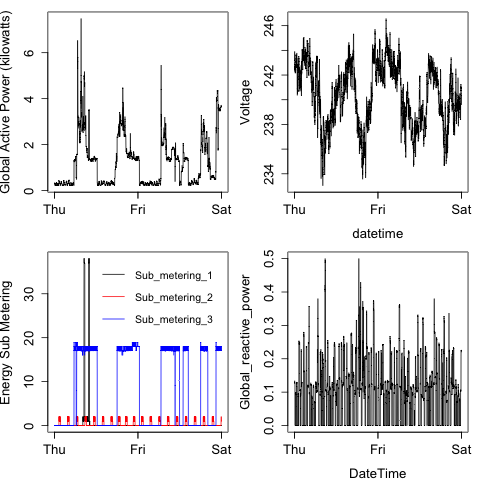 Global Active Power (kilowatts)
0 2 4 6
Thu Fri Sat
Voltage
234 238 242
Thu Fri Sat
datetime
Energy Sub Metering
0 10 20 30
Sub_metering_1
Sub_metering_2
Sub_metering_3
Thu Fri Sat
Global_reactive_power
0.0 0.1 0.2 0.3 0.4 0.5
Thu Fri Sat
DateTime